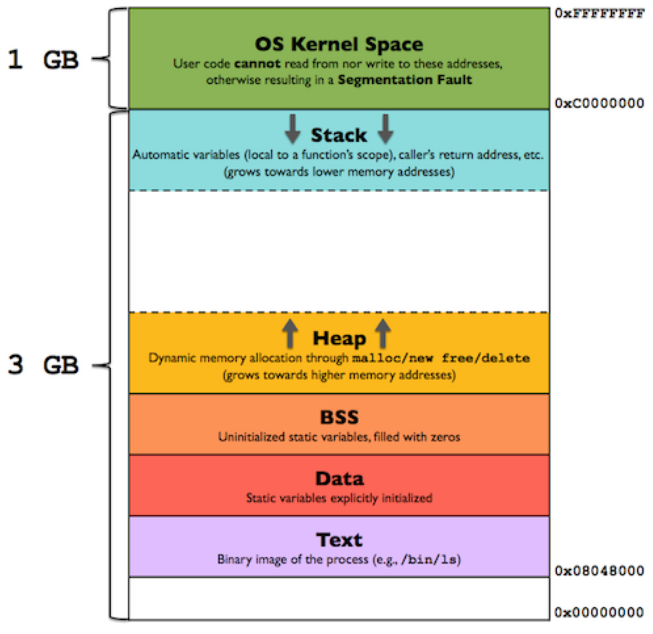 0xFFFFFFFF
OS Kernel Space
1 GB
User code cannot read from nor write to these addresses,
otherwise resulting in a Segmentation Fault
0xC0000000
Stack
Automatic variables (local to a function's scope), caller's return address, etc.
(grows towards lower memory addresses)
Heap
3 GB
Dynamic memory allocation through malloc/new free/delete
(grows towards higher memory addresses)
BSS
Uninitialized static variables, filled with zeros
Data
Static variables explicitly initialized
Text
Binary image of the process (e.g., /bin/ls)
0x08048000
0x00000000